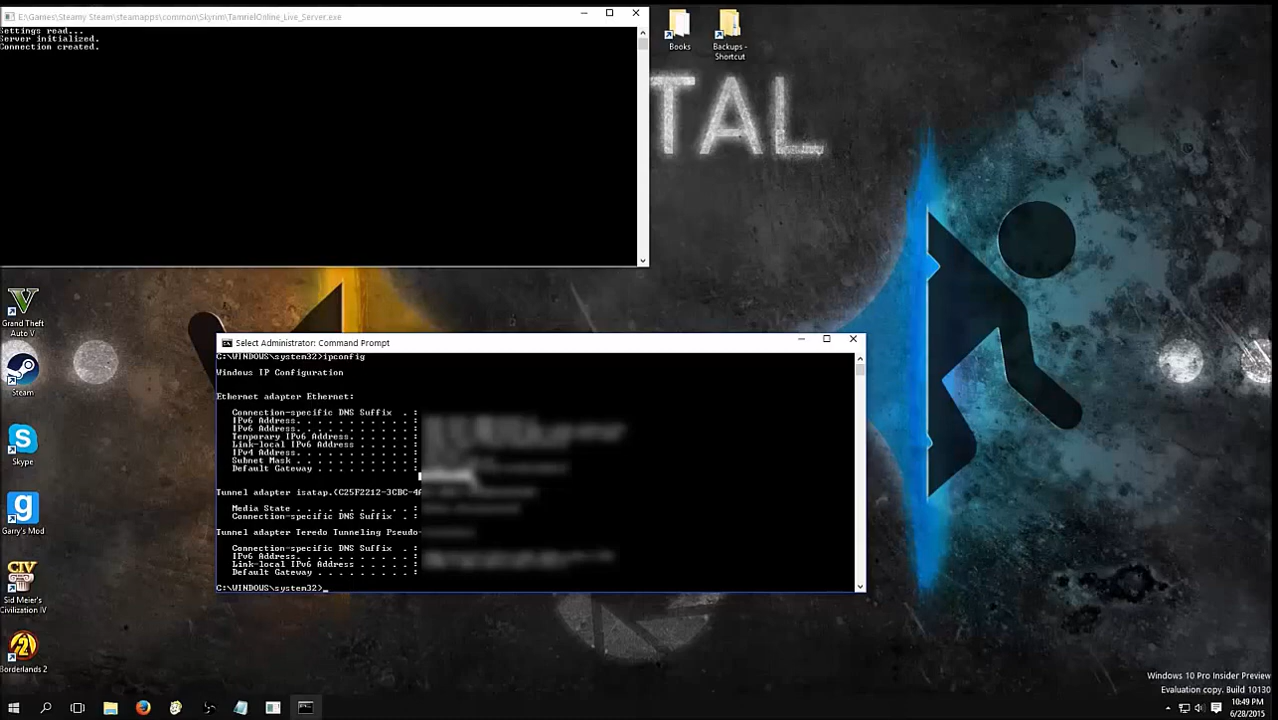 E:\Games\Steamy Steam\steamapps\common\Skyrim\TamrielOnline_Live_Server.exe
Settings read...
Server initialized.
Connection created.
Books
Backups -
Shortcut
TAL
Grand Theft
Auto V
Steam
Skype
Garry's Mod
CIV
Sid Meier's
Civilization IV
Borderlands 2
Select Administrator: Command Prompt
C:\WINDOWS\system32>ipconfig
Windows IP Configuration
Ethernet adapter Ethernet:
Connection-specific DNS Suffix . :
IPv6 Address. . . . . . . . . . . :
IPv6 Address. . . . . . . . . . . :
Temporary IPv6 Address. . . . . . :
Link-local IPv6 Address . . . . . :
IPv4 Address. . . . . . . . . . . :
Subnet Mask . . . . . . . . . . . :
Default Gateway . . . . . . . . . :
Tunnel adapter isatap.{C25F2212-3CBC-4
Media State . . . . . . . . . . . :
Connection-specific DNS Suffix . :
Tunnel adapter Teredo Tunneling Pseudo-
Connection-specific DNS Suffix . :
IPv6 Address. . . . . . . . . . . :
Link-local IPv6 Address . . . . . :
Default Gateway . . . . . . . . . :
C:\WINDOWS\system32>
Windows 10 Pro Insider Preview
Evaluation copy. Build 10130
10:49 PM
6/28/2015